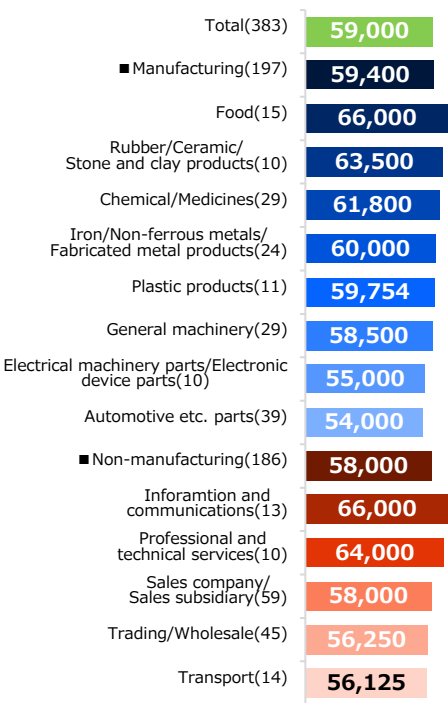 Total(383)
59,000
■Manufacturing(197)
59,400
Food(15)
66,000
Rubber/Ceramic/
Stone and clay products(10)
63,500
Chemical/Medicines(29)
61,800
Iron/Non-ferrous metals/
Fabricated metal products(24)
60,000
Plastic products(11)
59,754
General machinery(29)
58,500
Electrical machinery parts/Electronic
device parts(10)
55,000
Automotive etc. parts(39)
54,000
■Non-manufacturing(186)
58,000
Inforamtion and
communications(13)
66,000
Professional and
technical services(10)
64,000
Sales company/
Sales subsidiary(59)
58,000
Trading/Wholesale(45)
56,250
Transport(14)
56,125